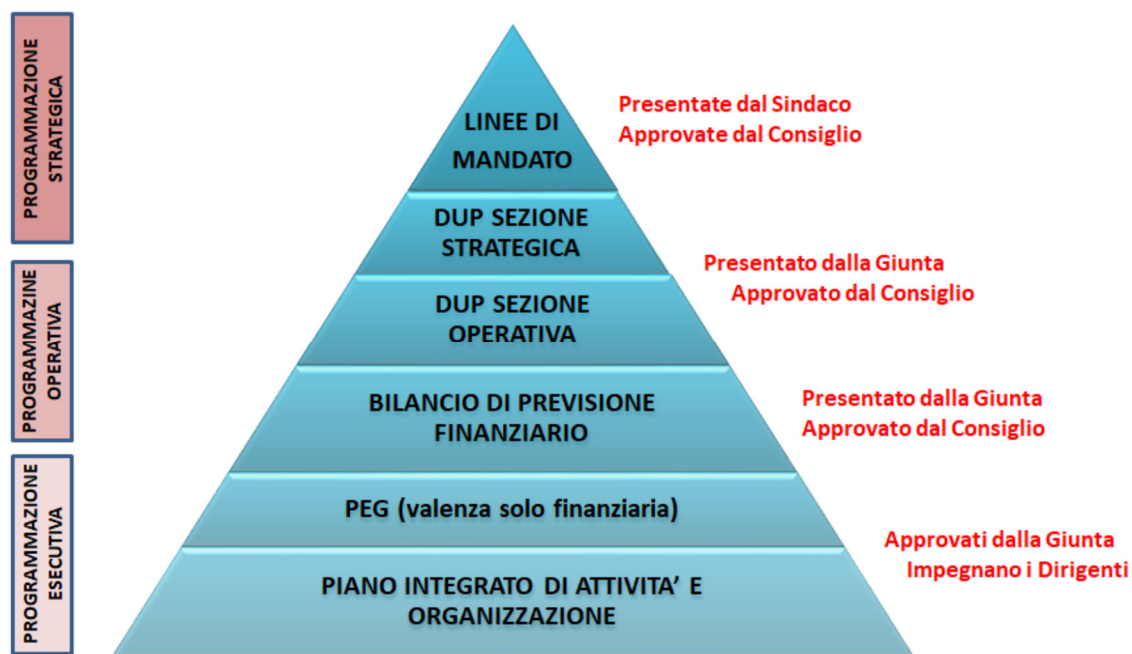 PROGRAMMAZIONE
STRATEGICA
LINEE DI
MANDATO
Presentate dal Sindaco
Approvate dal Consiglio
DUP SEZIONE
STRATEGICA
Presentato dalla Giunta
Approvato dal Consiglio
PROGRAMMAZINE
OPERATIVA
DUP SEZIONE
OPERATIVA
BILANCIO DI PREVISIONE
FINANZIARIO
Presentato dalla Giunta
Approvato dal Consiglio
PROGRAMMAZIONE
ESECUTIVA
PEG (valenza solo finanziaria)
Approvati dalla Giunta
Impegnano i Dirigenti
PIANO INTEGRATO DI ATTIVITA’ E
ORGANIZZAZIONE